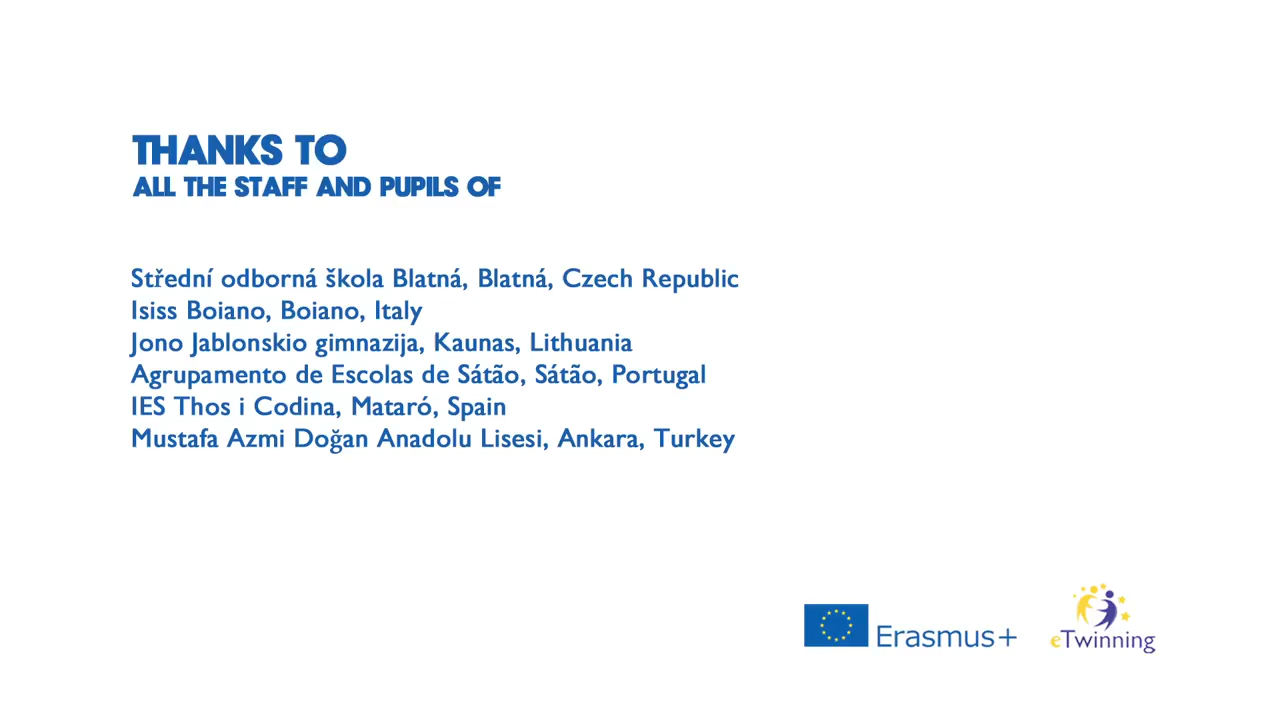 THANKS TO
ALL THE STAFF AND PUPILS OF
Střední odborná škola Blatná, Blatná, Czech Republic
Isiss Boiano, Boiano, Italy
Jono Jablonskio gimnazija, Kaunas, Lithuania
Agrupamento de Escolas de Sátão, Sátão, Portugal
IES Thos i Codina, Mataró, Spain
Mustafa Azmi Doğan Anadolu Lisesi, Ankara, Turkey
Erasmus+
eTwinning